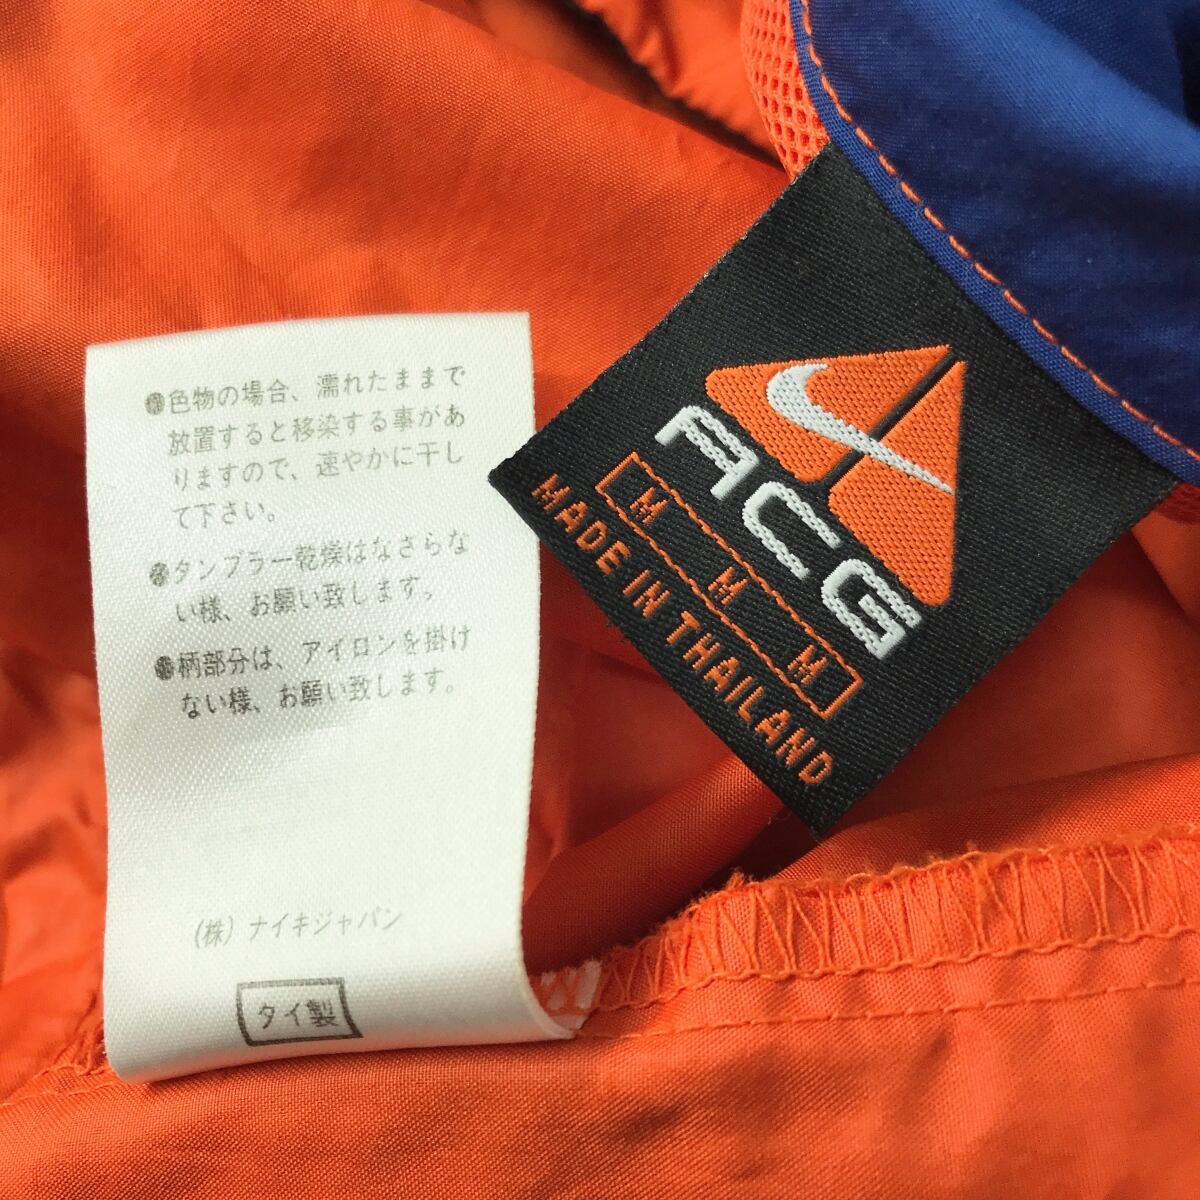 ●色物の場合、濡れたままで
放置すると移染する事があ
りますので、速やかに干し
て下さい。
●タンブラー乾燥はなさらな
い様、お願い致します。
●柄部分は、アイロンを掛け
ない様、お願い致します。
(株)ナイキジャパン
タイ製
ACG
M M M
MADE IN THAILAND